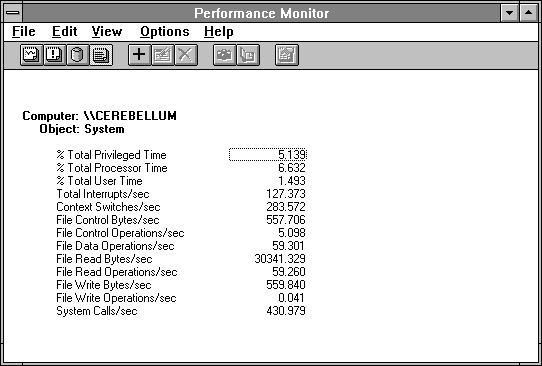 Performance Monitor
File Edit View Options Help
Computer: \\CEREBELLUM
Object: System
% Total Privileged Time 5.139
% Total Processor Time 6.632
% Total User Time 1.493
Total Interrupts/sec 127.373
Context Switches/sec 283.572
File Control Bytes/sec 557.706
File Control Operations/sec 5.098
File Data Operations/sec 59.301
File Read Bytes/sec 30341.329
File Read Operations/sec 59.260
File Write Bytes/sec 559.840
File Write Operations/sec 0.041
System Calls/sec 430.979